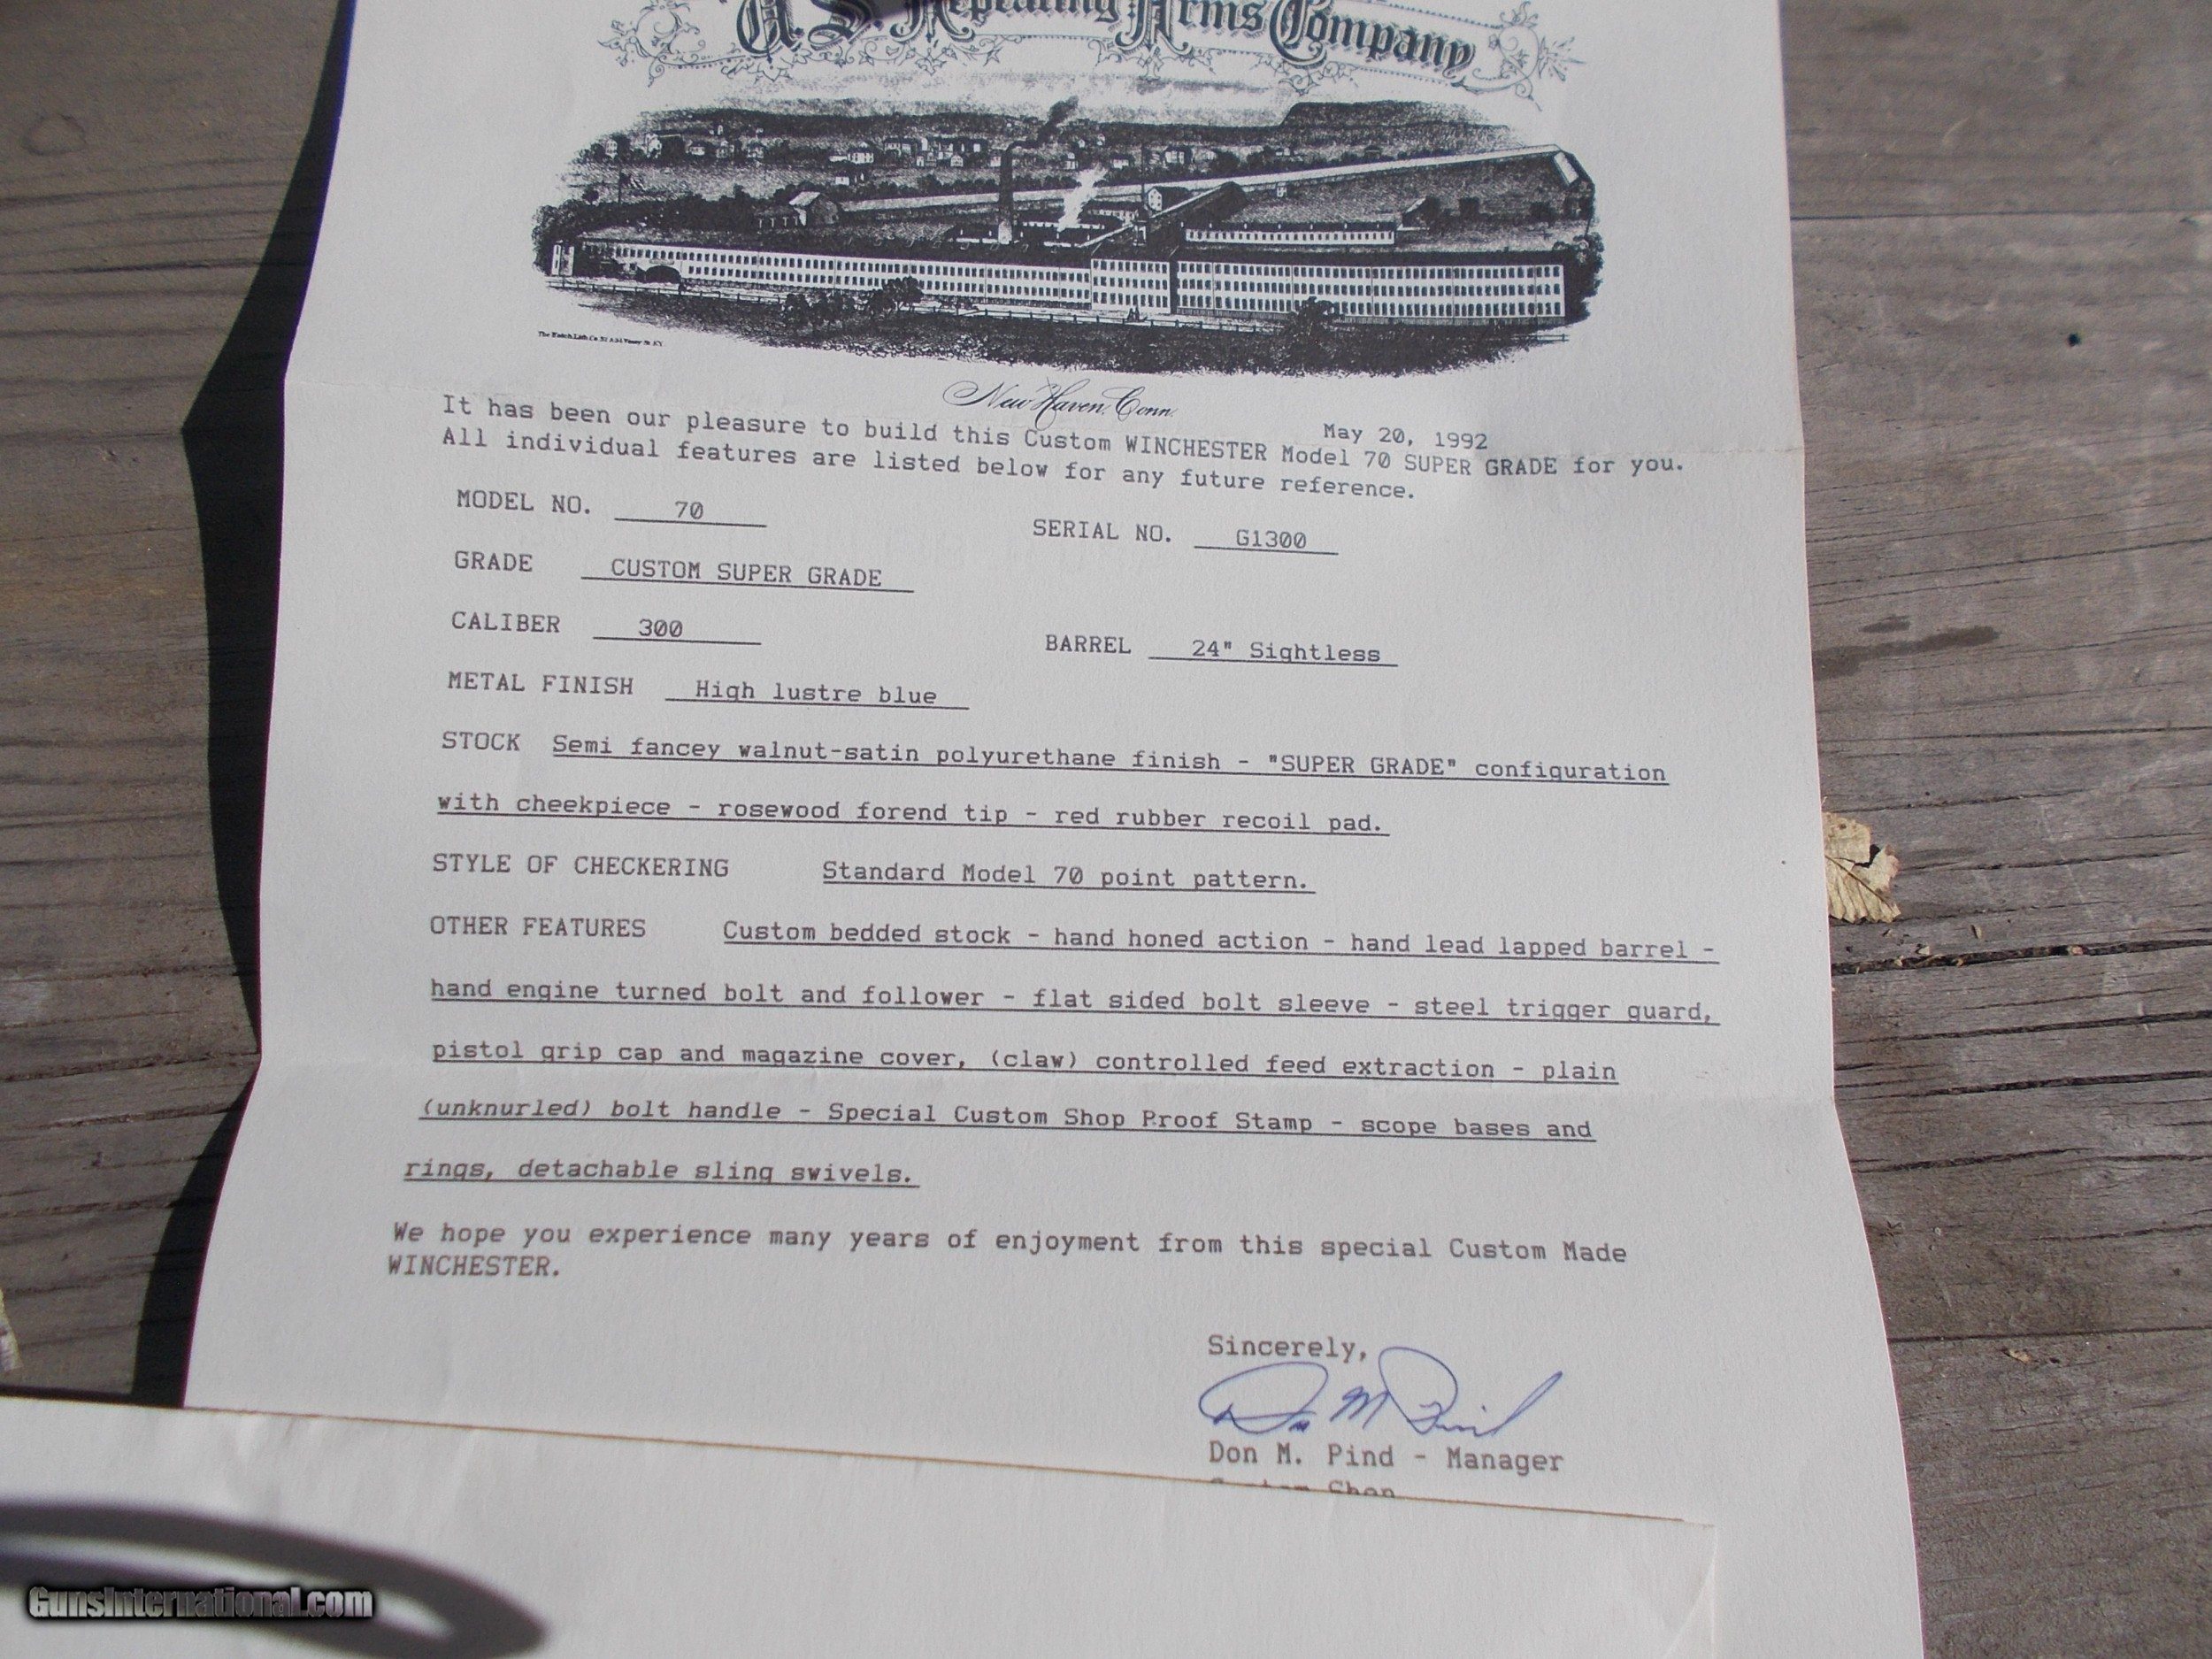 U.S. Repeating Arms Company
New Haven, Conn.
May 20, 1992
It has been our pleasure to build this Custom WINCHESTER Model 70 SUPER GRADE for you.
All individual features are listed below for any future reference.
MODEL NO. 70
SERIAL NO. G1300
GRADE CUSTOM SUPER GRADE
CALIBER 300
BARREL 24" Sightless
METAL FINISH High lustre blue
STOCK Semi fancey walnut-satin polyurethane finish - "SUPER GRADE" configuration
with cheekpiece - rosewood forend tip - red rubber recoil pad.
STYLE OF CHECKERING Standard Model 70 point pattern.
OTHER FEATURES Custom bedded stock - hand honed action - hand lead lapped barrel -
hand engine turned bolt and follower - flat sided bolt sleeve - steel trigger guard,
pistol grip cap and magazine cover, (claw) controlled feed extraction - plain
(unknurled) bolt handle - Special Custom Shop Proof Stamp - scope bases and
rings, detachable sling swivels.
We hope you experience many years of enjoyment from this special Custom Made
WINCHESTER.
Sincerely,
Don M Pind
Don M. Pind - Manager
Custom Shop
GunsInternational.com